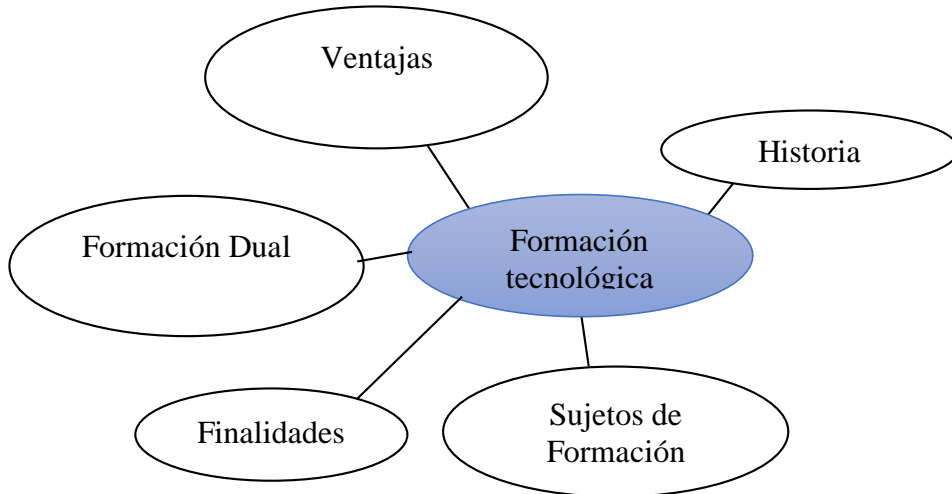 Ventajas
Historia
Formación Dual
Formación
tecnológica
Finalidades
Sujetos de
Formación